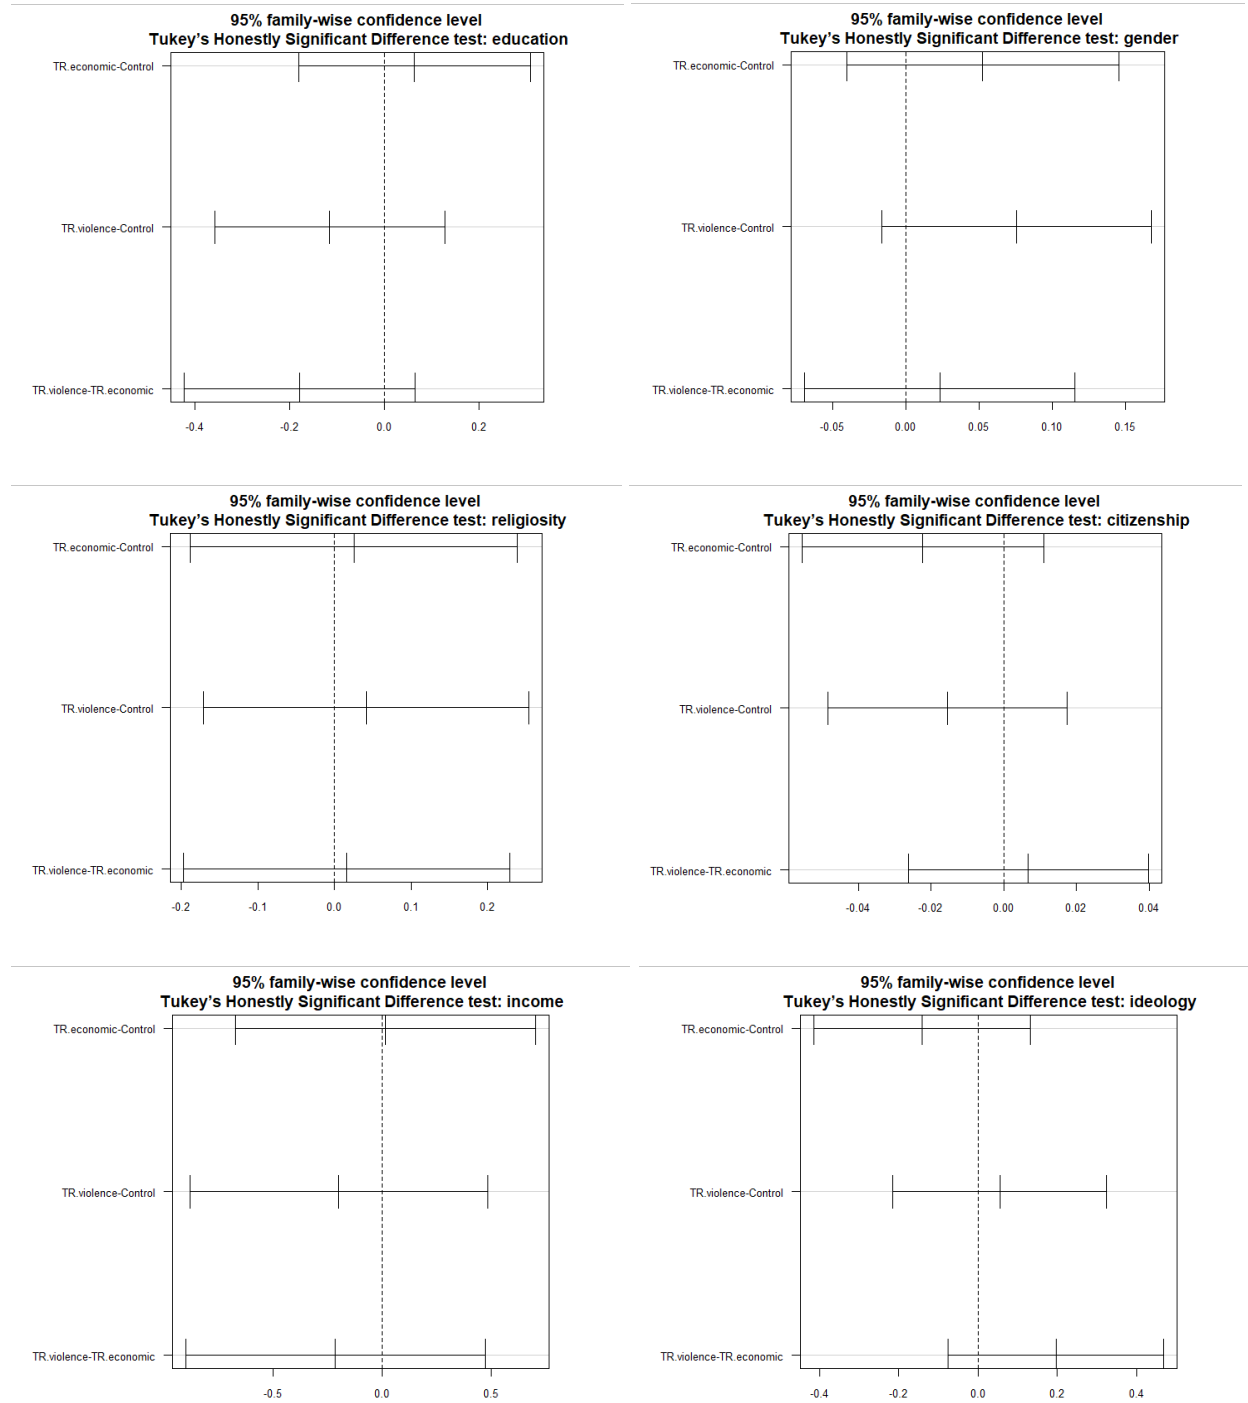 95% family-wise confidence level
Tukey’s Honestly Significant Difference test: education
TR.economic-Control
TR.violence-Control
TR.violence-TR.economic
-0.4 -0.2 0.0 0.2
95% family-wise confidence level
Tukey’s Honestly Significant Difference test: gender
TR.economic-Control
TR.violence-Control
TR.violence-TR.economic
-0.05 0.00 0.05 0.10 0.15
95% family-wise confidence level
Tukey’s Honestly Significant Difference test: religiosity
TR.economic-Control
TR.violence-Control
TR.violence-TR.economic
-0.2 -0.1 0.0 0.1 0.2
95% family-wise confidence level
Tukey’s Honestly Significant Difference test: citizenship
TR.economic-Control
TR.violence-Control
TR.violence-TR.economic
-0.04 -0.02 0.00 0.02 0.04
95% family-wise confidence level
Tukey’s Honestly Significant Difference test: income
TR.economic-Control
TR.violence-Control
TR.violence-TR.economic
-0.5 0.0 0.5
95% family-wise confidence level
Tukey’s Honestly Significant Difference test: ideology
TR.economic-Control
TR.violence-Control
TR.violence-TR.economic
-0.4 -0.2 0.0 0.2 0.4